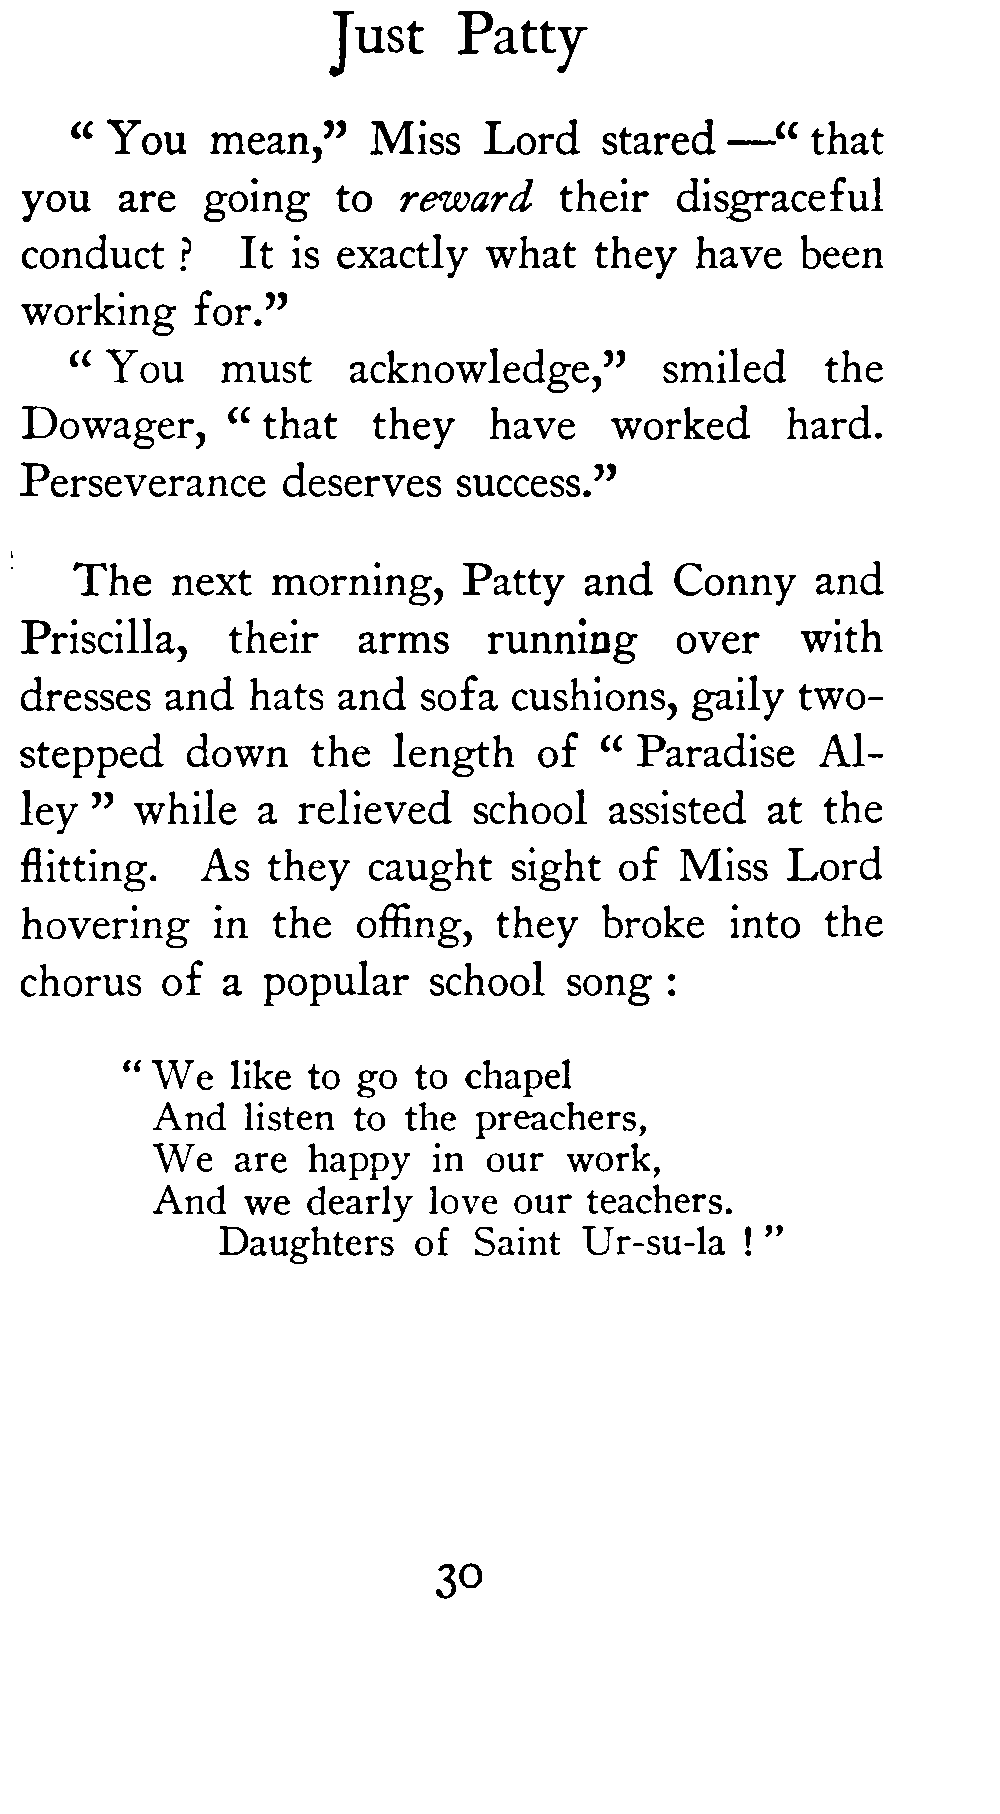 Just Patty
“ You mean,” Miss Lord stared —“ that
you are going to reward their disgraceful
conduct ? It is exactly what they have been
working for.”
“ You must acknowledge,” smiled the
Dowager, “ that they have worked hard.
Perseverance deserves success.”
The next morning, Patty and Conny and
Priscilla, their arms running over with
dresses and hats and sofa cushions, gaily two-
stepped down the length of “ Paradise Al-
ley ” while a relieved school assisted at the
flitting. As they caught sight of Miss Lord
hovering in the offing, they broke into the
chorus of a popular school song :
“ We like to go to chapel
And listen to the preachers,
We are happy in our work,
And we dearly love our teachers.
Daughters of Saint Ur-su-la ! ”
30